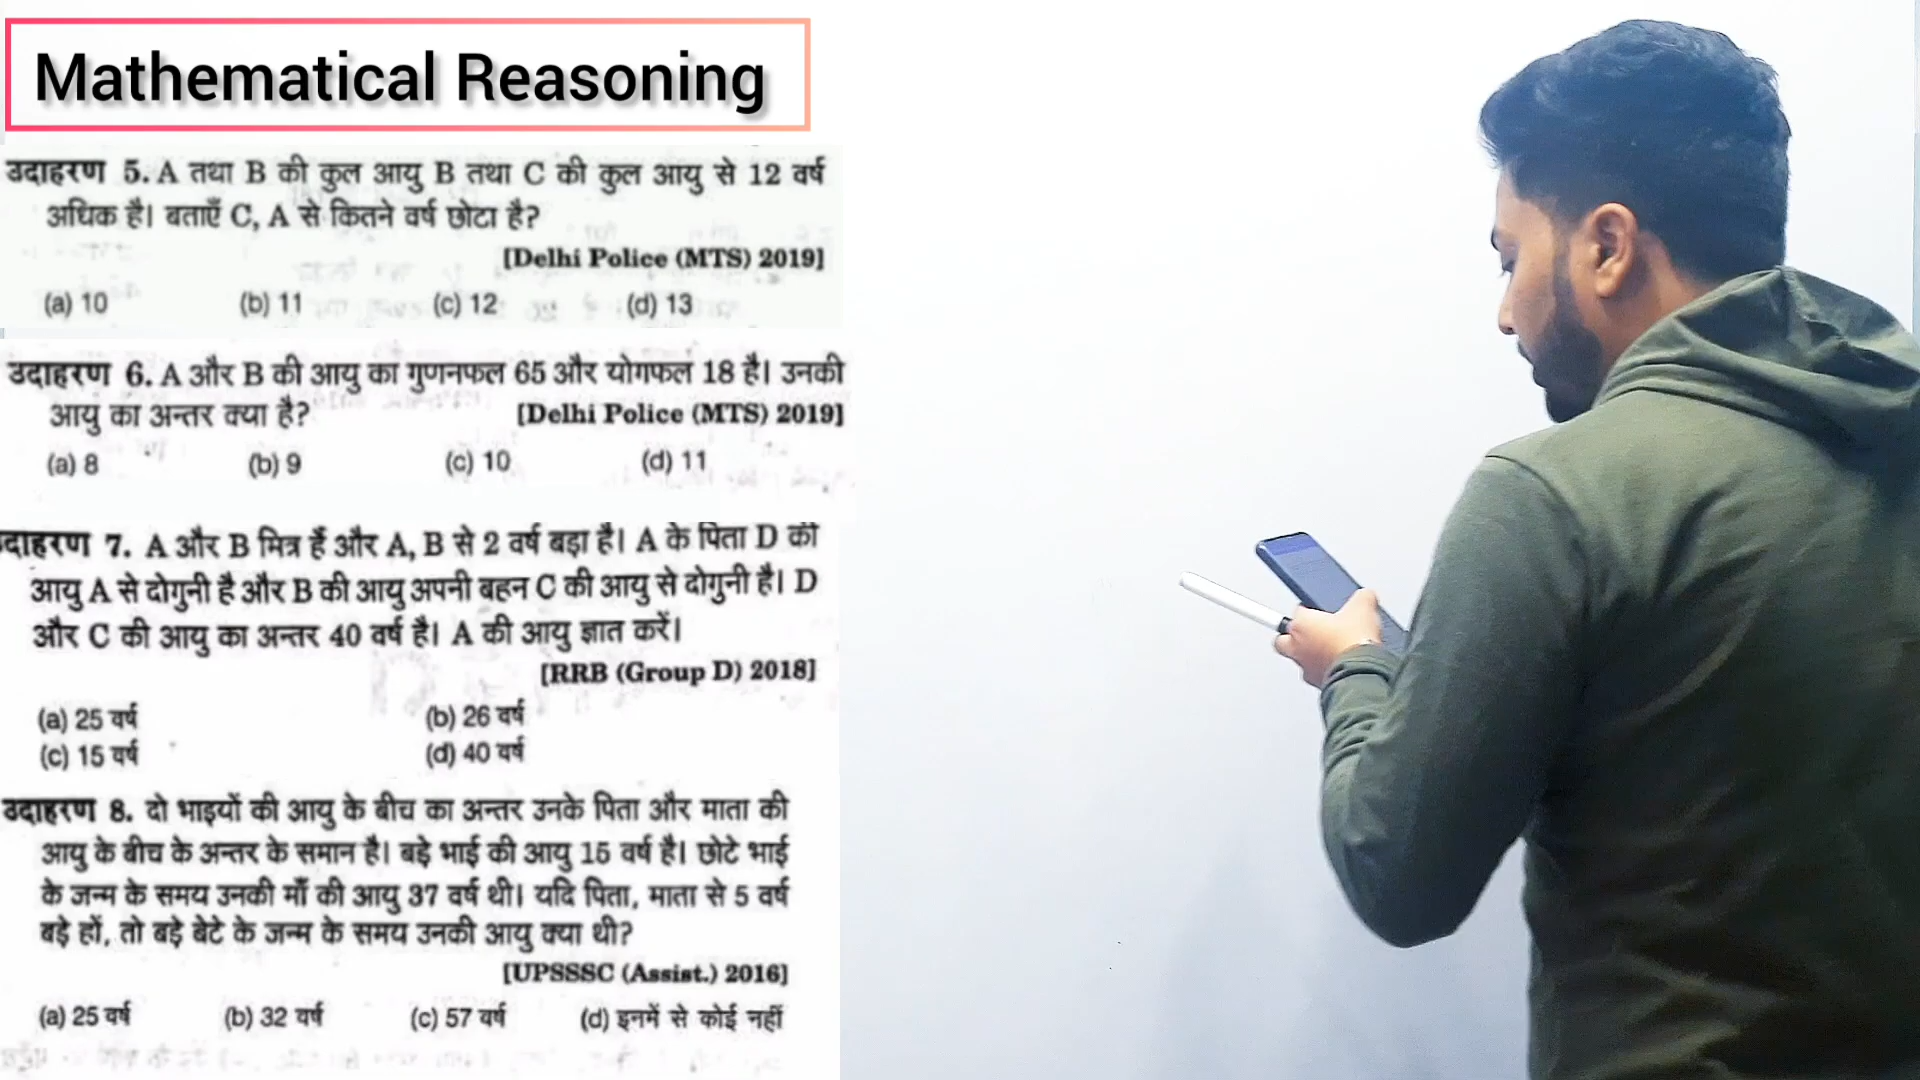 Mathematical Reasoning
उदाहरण 5. A तथा B की कुल आयु B तथा C की कुल आयु से 12 वर्ष
अधिक है। बताएँ C, A से कितने वर्ष छोटा है?
[Delhi Police (MTS) 2019]
(a) 10 (b) 11 (c) 12 (d) 13
उदाहरण 6. A और B की आयु का गुणनफल 65 और योगफल 18 है। उनकी
आयु का अन्तर क्या है? [Delhi Police (MTS) 2019]
(a) 8 (b) 9 (c) 10 (d) 11
दाहरण 7. A और B मित्र हैं और A, B से 2 वर्ष बड़ा है। A के पिता D की
आयु A से दोगुनी है और B की आयु अपनी बहन C की आयु से दोगुनी है। D
और C की आयु का अन्तर 40 वर्ष है। A की आयु ज्ञात करें।
[RRB (Group D) 2018]
(a) 25 वर्ष (b) 26 वर्ष
(c) 15 वर्ष (d) 40 वर्ष
उदाहरण 8. दो भाइयों की आयु के बीच का अन्तर उनके पिता और माता की
आयु के बीच के अन्तर के समान है। बड़े भाई की आयु 15 वर्ष है। छोटे भाई
के जन्म के समय उनकी माँ की आयु 37 वर्ष थी। यदि पिता, माता से 5 वर्ष
बड़े हों, तो बड़े बेटे के जन्म के समय उनकी आयु क्या थी?
[UPSSSC (Assist.) 2016]
(a) 25 वर्ष (b) 32 वर्ष (c) 57 वर्ष (d) इनमें से कोई नहीं